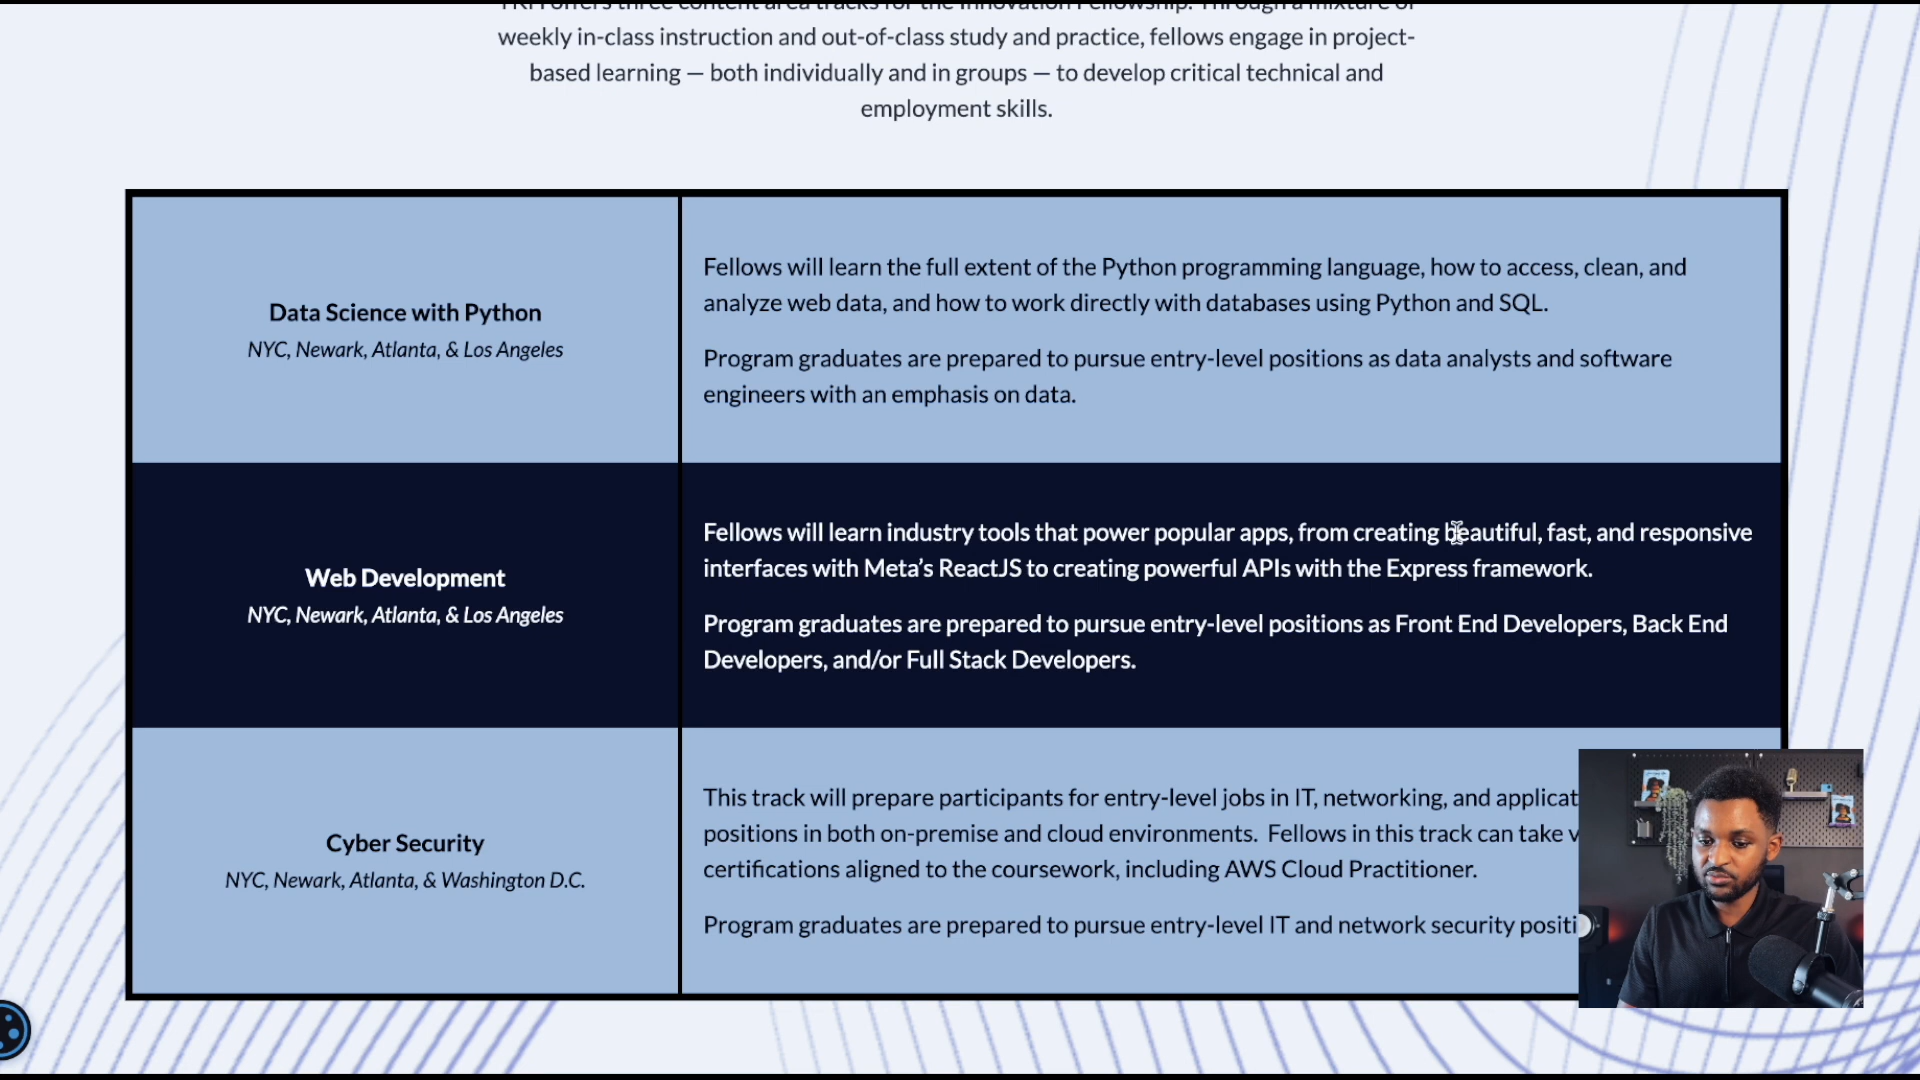 weekly in-class instruction and out-of-class study and practice, fellows engage in project-
based learning — both individually and in groups — to develop critical technical and
employment skills.
Data Science with Python
NYC, Newark, Atlanta, & Los Angeles
Fellows will learn the full extent of the Python programming language, how to access, clean, and
analyze web data, and how to work directly with databases using Python and SQL.
Program graduates are prepared to pursue entry-level positions as data analysts and software
engineers with an emphasis on data.
Web Development
NYC, Newark, Atlanta, & Los Angeles
Fellows will learn industry tools that power popular apps, from creating beautiful, fast, and responsive
interfaces with Meta’s ReactJS to creating powerful APIs with the Express framework.
Program graduates are prepared to pursue entry-level positions as Front End Developers, Back End
Developers, and/or Full Stack Developers.
Cyber Security
NYC, Newark, Atlanta, & Washington D.C.
This track will prepare participants for entry-level jobs in IT, networking, and
positions in both on-premise and cloud environments. Fellows in this track can take
certifications aligned to the coursework, including AWS Cloud Practitioner.
Program graduates are prepared to pursue entry-level IT and network security